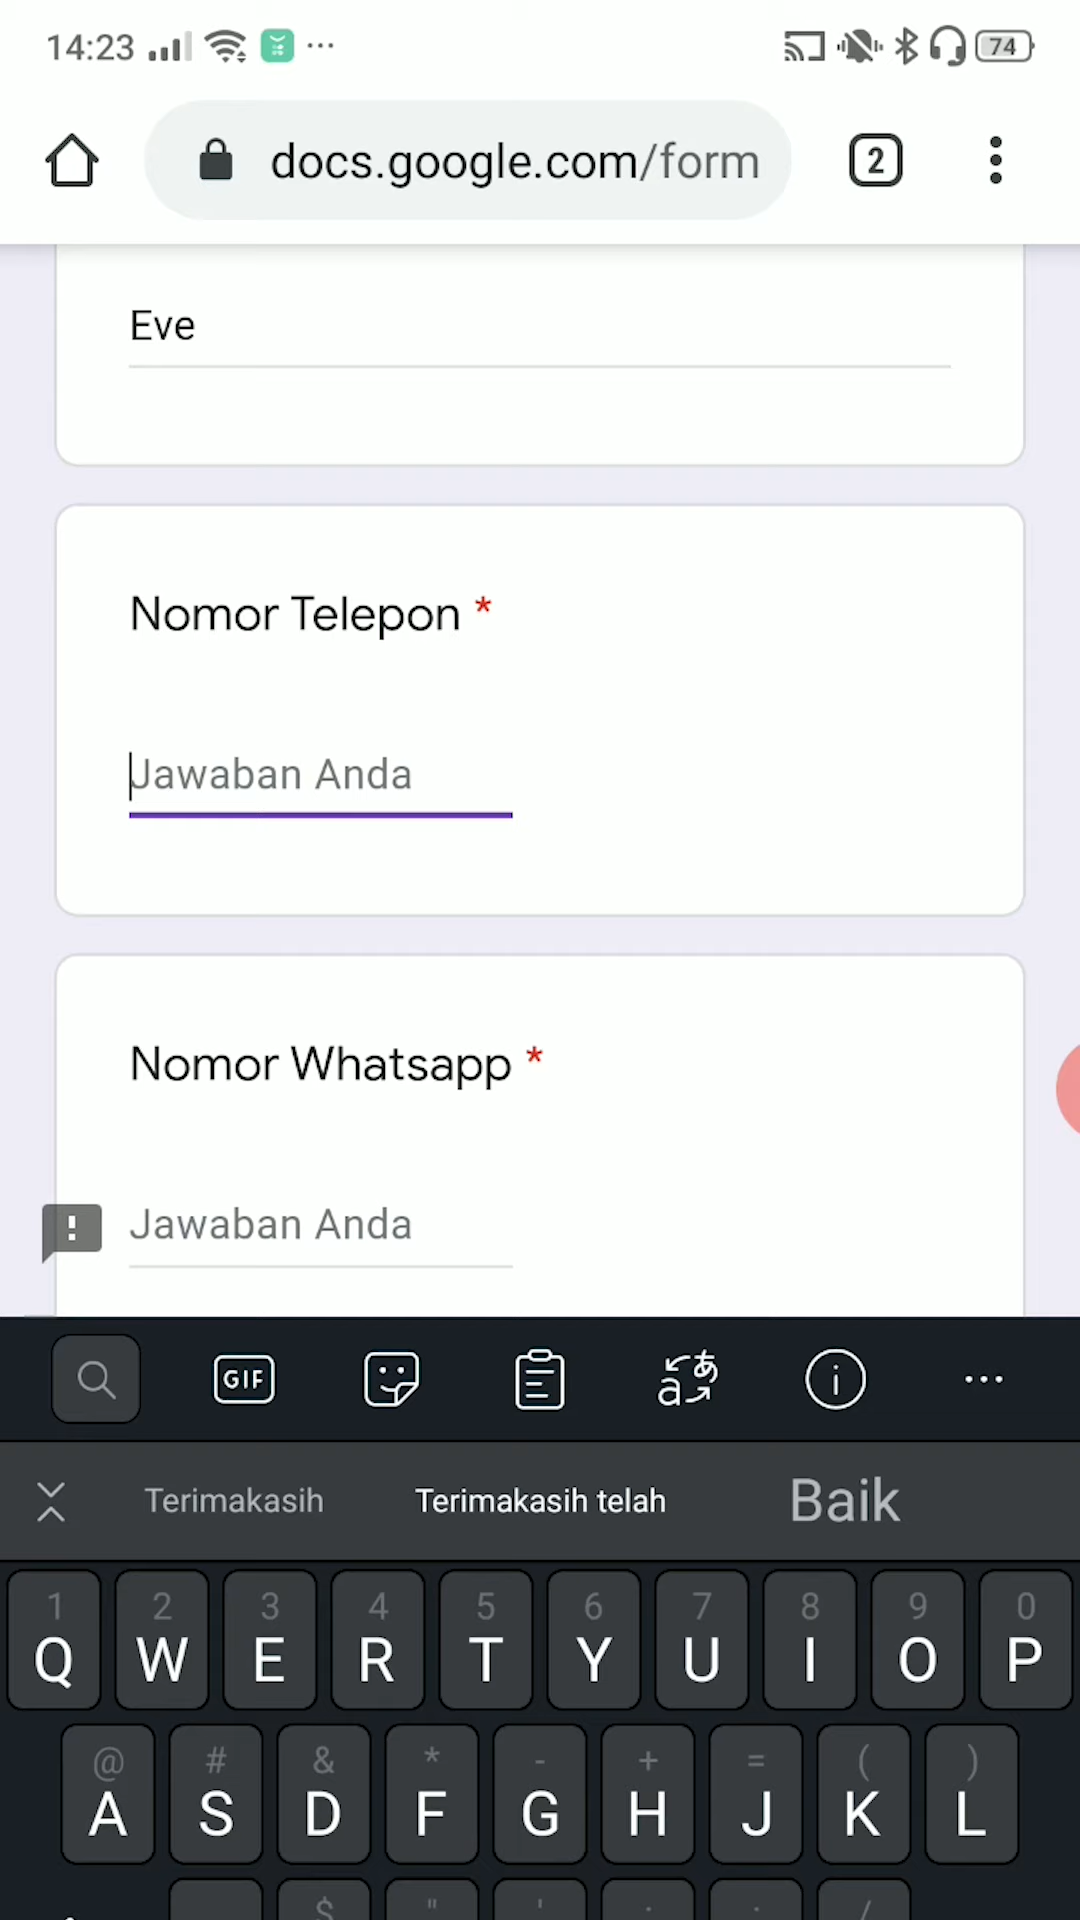 14:23 74
docs.google.com/form 2
Eve
Nomor Telepon *
Jawaban Anda
Nomor Whatsapp *
Jawaban Anda
GIF
Terimakasih Terimakasih telah Baik
1 2 3 4 5 6 7 8 9 0
Q W E R T Y U I O P
@ # & * - + = ( )
A S D F G H J K L
$ " ' : ; /